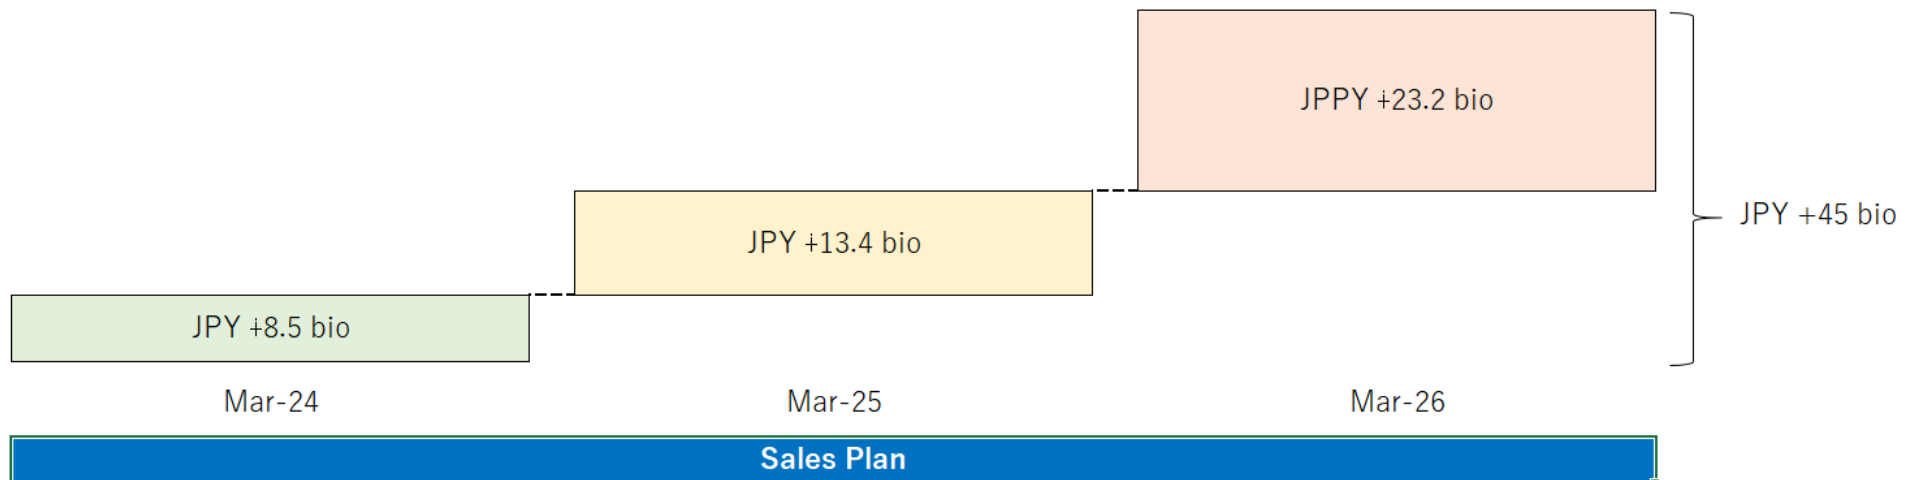 JPPY +23.2 bio
JPY +45 bio
JPY +13.4 bio
JPY +8.5 bio
Mar-24
Mar-25
Mar-26
Sales Plan